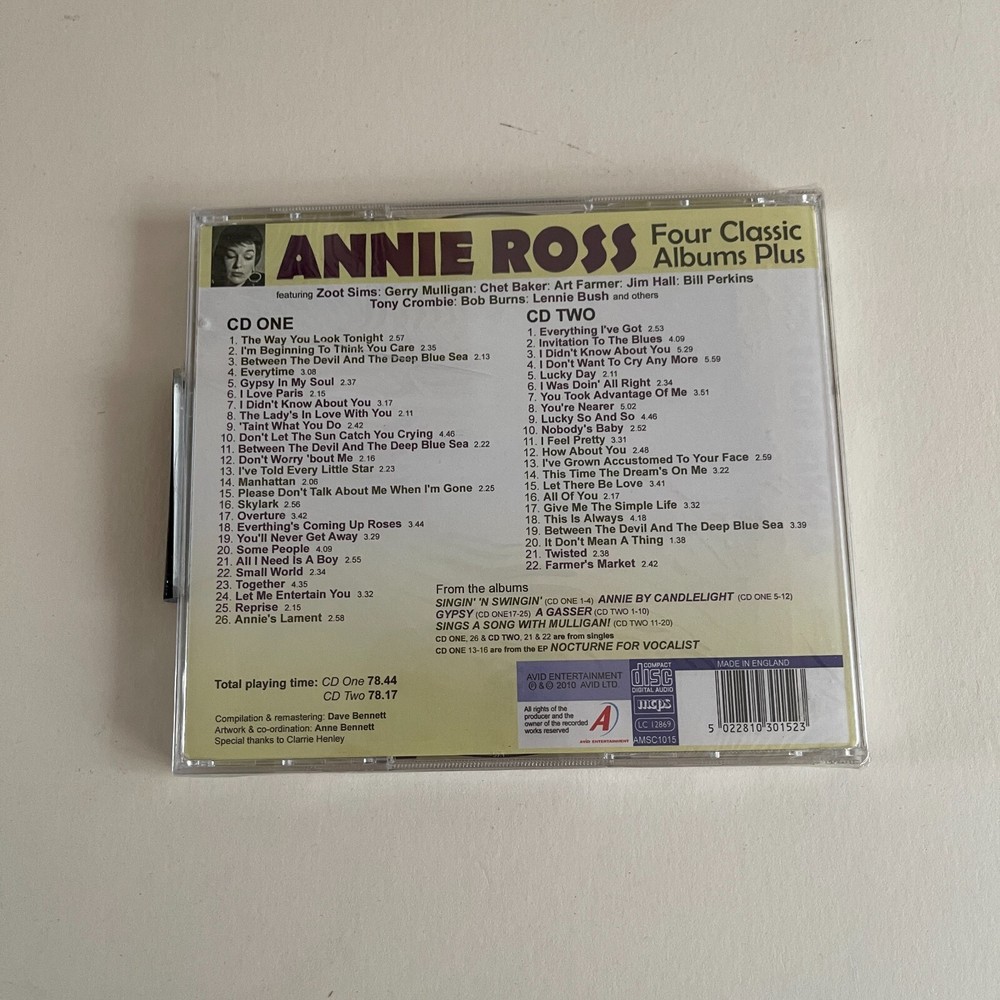 ANNIE ROSS Four Classic Albums Plus
featuring Zoot Sims: Gerry Mulligan: Chet Baker: Art Farmer: Jim Hall: Bill Perkins
Tony Crombie: Bob Burns: Lennie Bush and others
CD ONE
1. The Way You Look Tonight 2.57
2. I'm Beginning To Think You Care 2.35
3. Between The Devil And The Deep Blue Sea 2.13
4. Everytime 3.08
5. Gypsy In My Soul 2.37
6. I Love Paris 2.15
7. I Didn't Know About You 3.17
8. The Lady's In Love With You 2.11
9. 'Taint What You Do 2.42
10. Don't Let The Sun Catch You Crying 4.46
11. Between The Devil And The Deep Blue Sea 2.22
12. Don't Worry 'bout Me 2.16
13. I've Told Every Little Star 2.23
14. Manhattan 2.06
15. Please Don't Talk About Me When I'm Gone 2.25
16. Skylark 2.56
17. Overture 3.42
18. Everthing's Coming Up Roses 3.44
19. You'll Never Get Away 3.29
20. Some People 4.09
21. All I Need Is A Boy 2.55
22. Small World 2.34
23. Together 4.35
24. Let Me Entertain You 3.32
25. Reprise 2.15
26. Annie's Lament 2.58
CD TWO
1. Everything I've Got 2.53
2. Invitation To The Blues 4.09
3. I Didn't Know About You 5.29
4. I Don't Want To Cry Any More 5.59
5. Lucky Day 2.11
6. I Was Doin' All Right 2.34
7. You Took Advantage Of Me 3.51
8. You're Nearer 5.02
9. Lucky So And So 4.46
10. Nobody's Baby 2.52
11. I Feel Pretty 3.31
12. How About You 2.48
13. I've Grown Accustomed To Your Face 2.59
14. This Time The Dream's On Me 3.22
15. Let There Be Love 3.41
16. All Of You 2.17
17. Give Me The Simple Life 3.32
18. This Is Always 4.18
19. Between The Devil And The Deep Blue Sea 3.39
20. It Don't Mean A Thing 1.38
21. Twisted 2.38
22. Farmer's Market 2.42
From the albums
SINGIN' 'N SWINGIN' (CD ONE 1-4) ANNIE BY CANDLELIGHT (CD ONE 5-12)
GYPSY (CD ONE17-25) A GASSER (CD TWO 1-10)
SINGS A SONG WITH MULLIGAN! (CD TWO 11-20)
CD ONE, 26 & CD TWO, 21 & 22 are from singles
CD ONE 13-16 are from the EP NOCTURNE FOR VOCALIST
Total playing time: CD One 78.44
CD Two 78.17
Compilation & remastering: Dave Bennett
Artwork & co-ordination: Anne Bennett
Special thanks to Clarrie Henley
AVID ENTERTAINMENT
℗ & © 2010 AVID LTD.
All rights of the
producer and the
owner of the recorded
works reserved
A
AVID ENTERTAINMENT
COMPACT
disc
DIGITAL AUDIO
mcps
LC 12869
AMSC1015
MADE IN ENGLAND
5 022810 301523